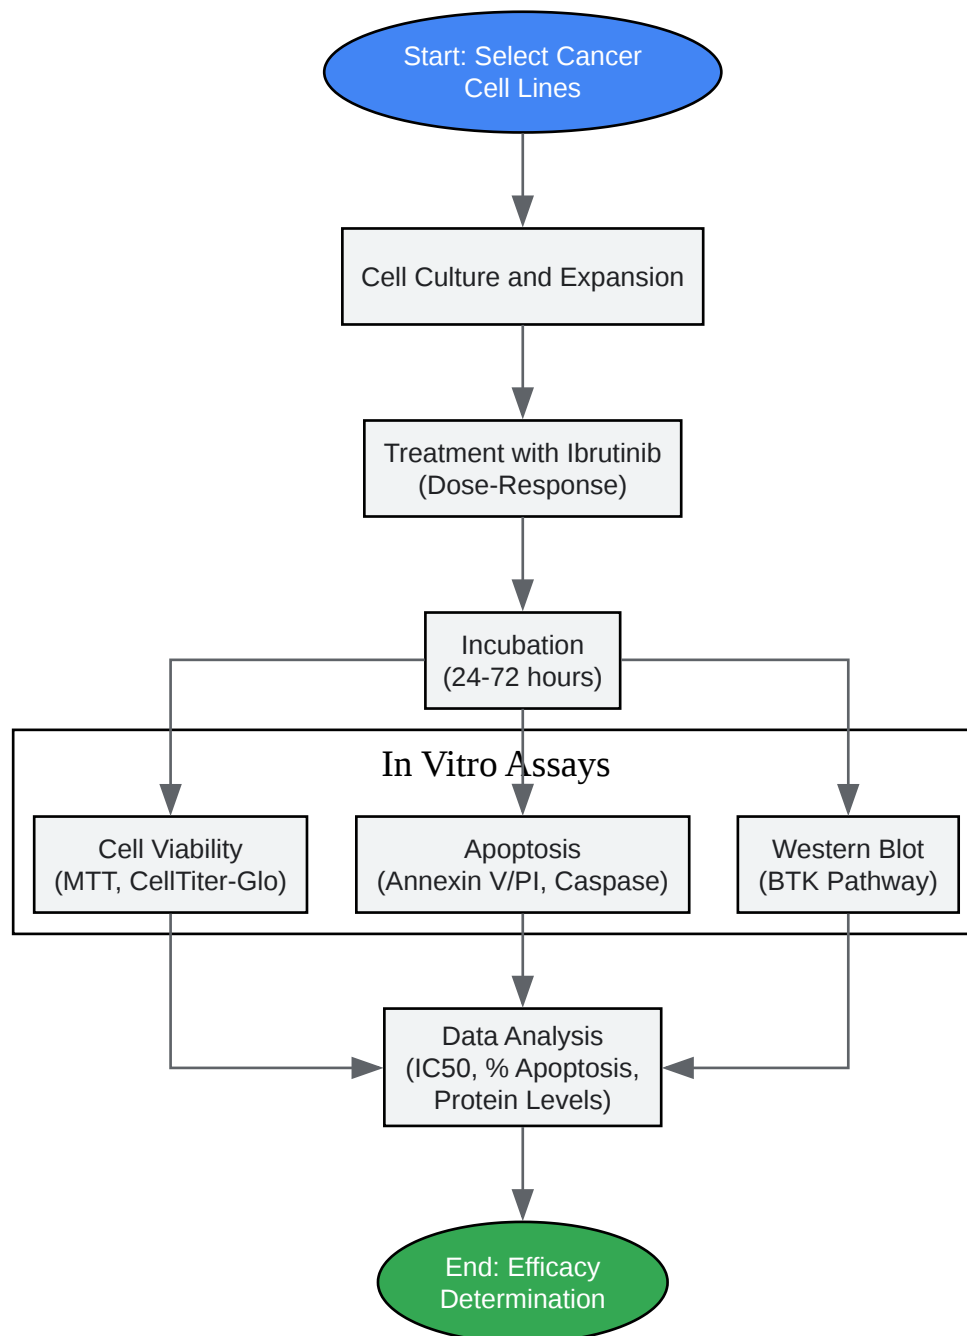 Start: Select Cancer
Cell Lines
Cell Culture and Expansion
Treatment with Ibrutinib
(Dose-Response)
Incubation
(24-72 hours)
In Vitro Assays
Cell Viability
(MTT, CellTiter-Glo)
Apoptosis
(Annexin V/PI, Caspase)
Western Blot
(BTK Pathway)
Data Analysis
(IC50, % Apoptosis,
Protein Levels)
End: Efficacy
Determination